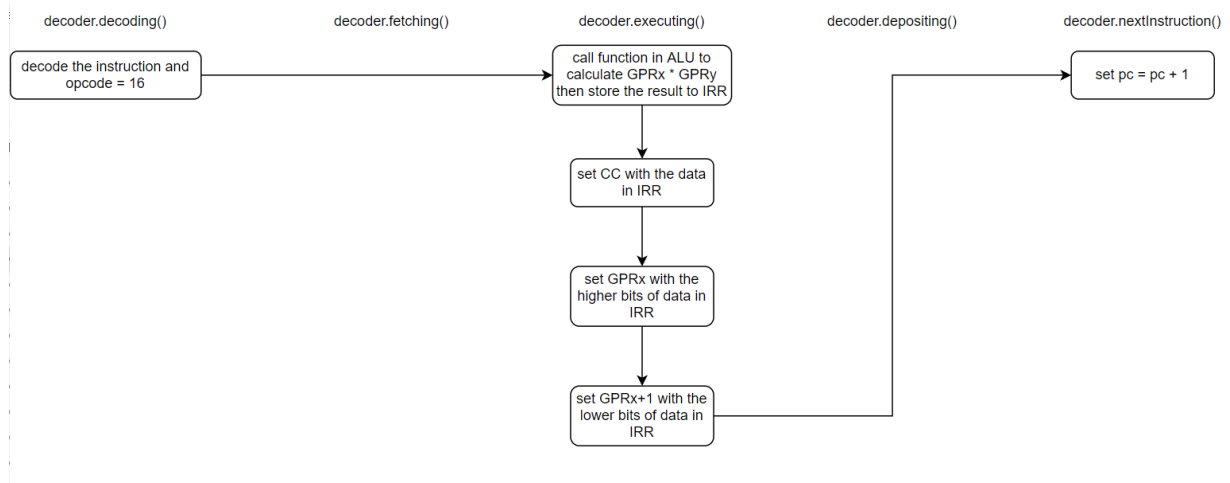 decoder.decoding()
decoder.fetching()
decoder.executing()
decoder.depositing()
decoder.nextInstruction()
decode the instruction and
opcode = 16
call function in ALU to
calculate GPRx * GPRy
then store the result to IRR
set pc = pc + 1
set CC with the data
in IRR
set GPRx with the
higher bits of data in
IRR
set GPRx+1 with the
lower bits of data in
IRR